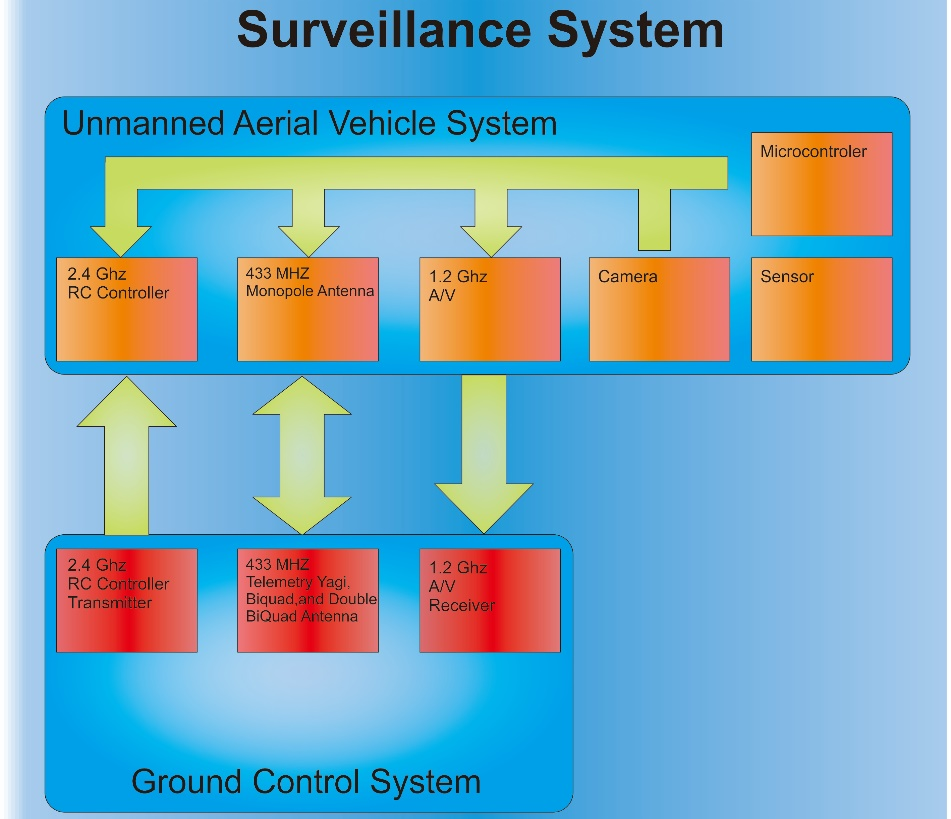 Surveillance System
Unmanned Aerial Vehicle System
Microcontroler
2.4 Ghz
RC Controller
433 MHZ
Monopole Antenna
1.2 Ghz
A/V
Camera
Sensor
2.4 Ghz
RC Controller
Transmitter
433 MHZ
Telemetry Yagi,
Biquad,and Double
BiQuad Antenna
1.2 Ghz
A/V
Receiver
Ground Control System